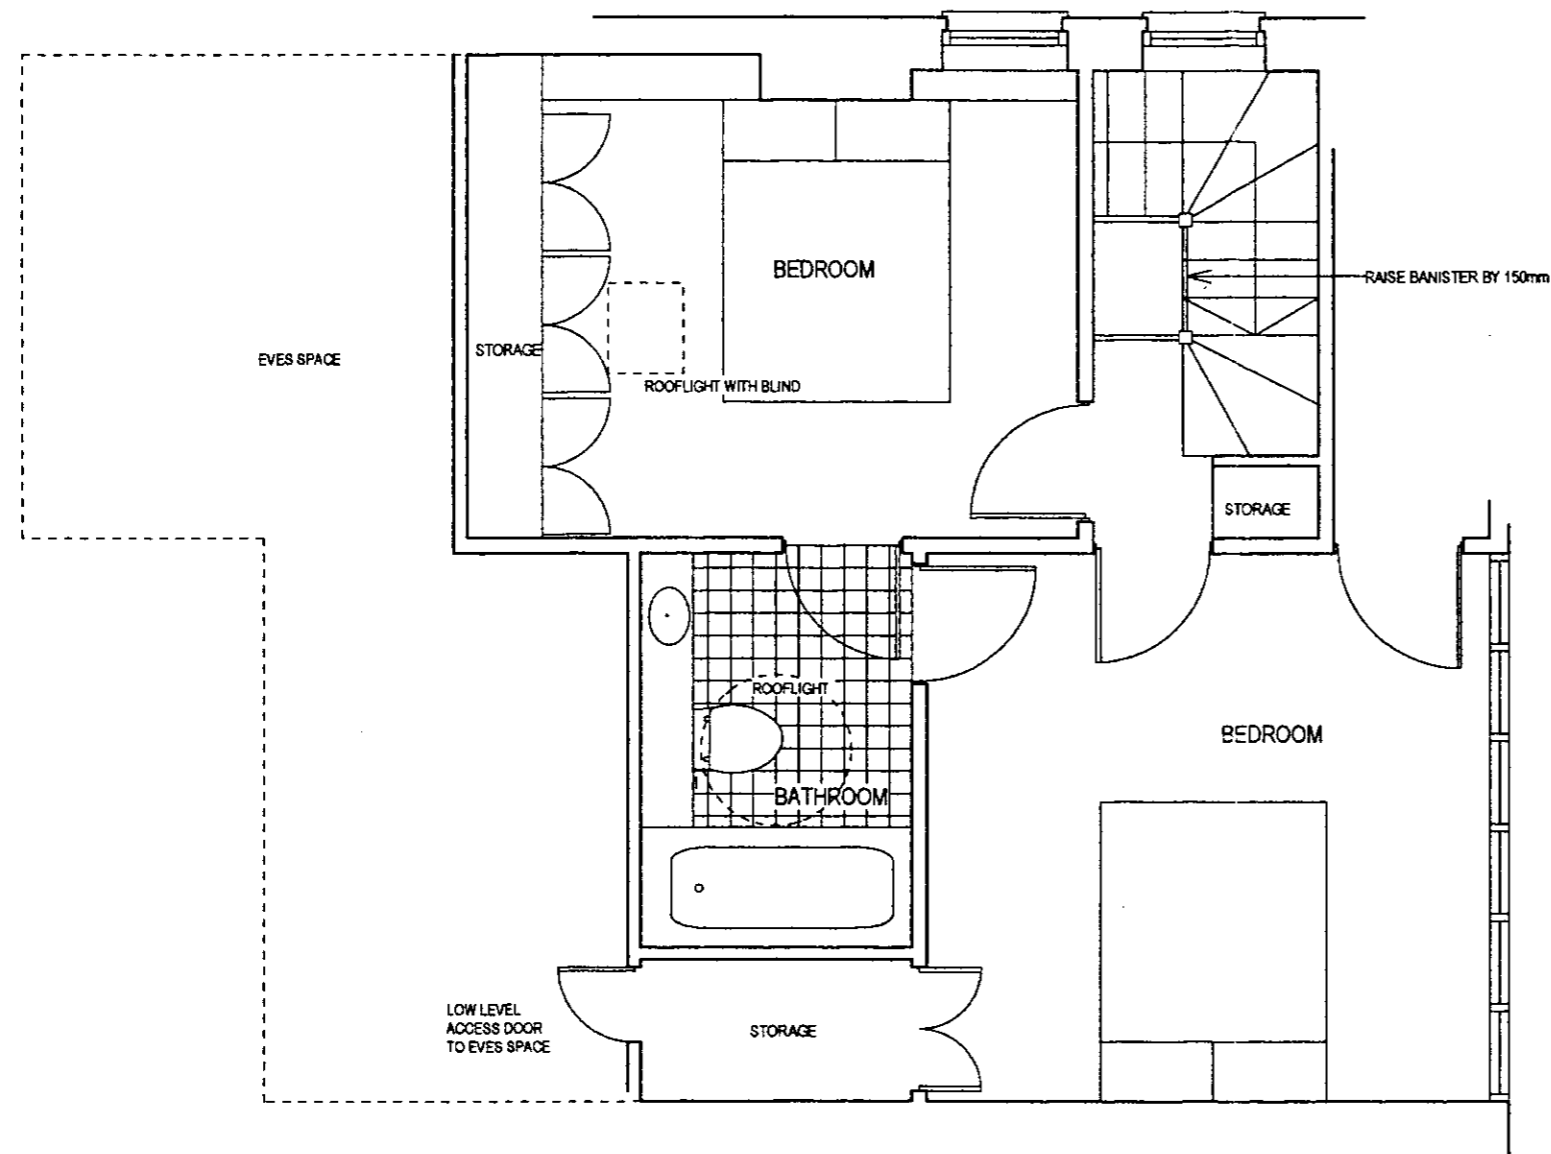 BEDROOM
RAISE BANISTER BY 150mm
STORAGE
EVES SPACE
ROOFLIGHT WITH BLIND
STORAGE
ROOFLIGHT
BEDROOM
BATHROOM
LOW LEVEL
ACCESS DOOR
TO EVES SPACE
STORAGE